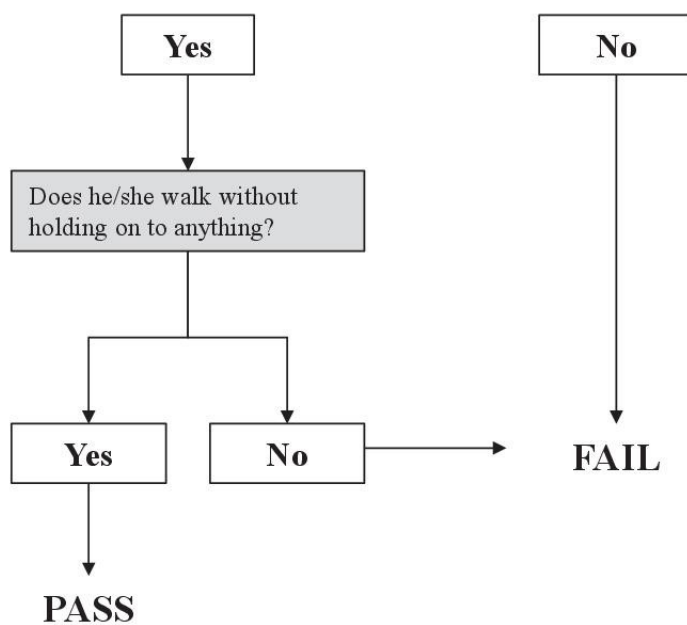 Yes
No
Does he/she walk without
holding on to anything?
Yes
No
FAIL
PASS